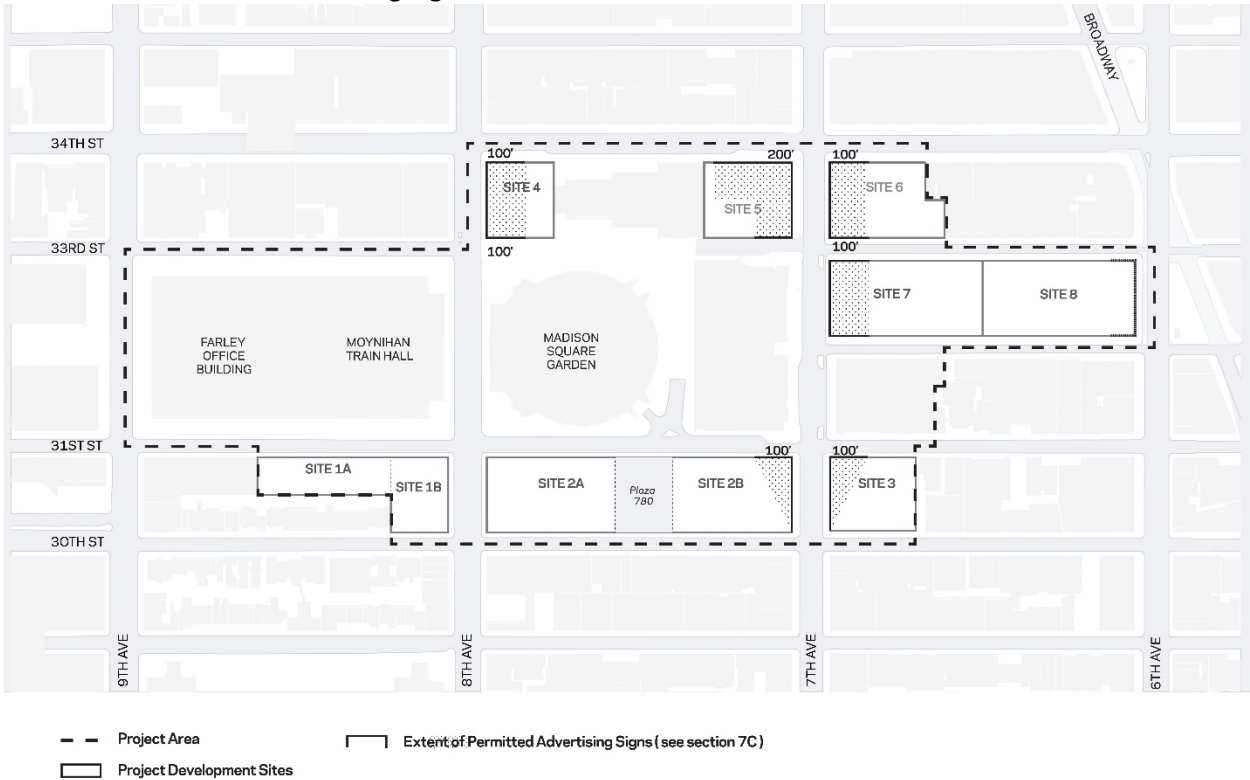 BROADWAY
34TH ST
100'
200'
100'
SITE 4
SITE 5
SITE 6
33RD ST
100'
100'
SITE 7
SITE 8
FARLEY
OFFICE
BUILDING
MOYNIHAN
TRAIN HALL
MADISON
SQUARE
GARDEN
31ST ST
100'
100'
SITE 1A
SITE 1B
SITE 2A
Plaza
780
SITE 2B
SITE 3
30TH ST
9TH AVE
8TH AVE
7TH AVE
6TH AVE
Project Area
Extent of Permitted Advertising Signs (see section 7C)
Project Development Sites